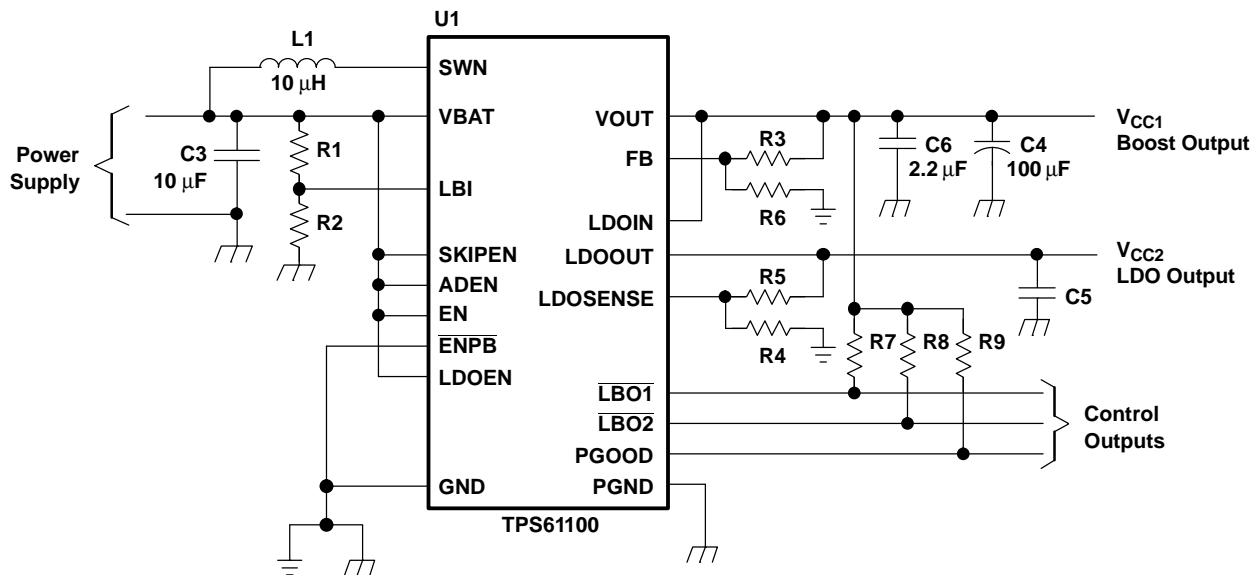 U1
L1
10 μH
SWN
VBAT
VOUT
VCC1
Boost Output
Power
Supply
C3
10 μF
R1
R3
C6
2.2 μF
C4
100 μF
FB
LBI
R2
R6
LDOIN
SKIPEN
LDOOUT
VCC2
LDO Output
ADEN
R5
LDOSENSE
C5
EN
R4
R7
R8
R9
ENPB
LDOEN
LBO1
LBO2
Control
Outputs
PGOOD
GND
PGND
TPS61100